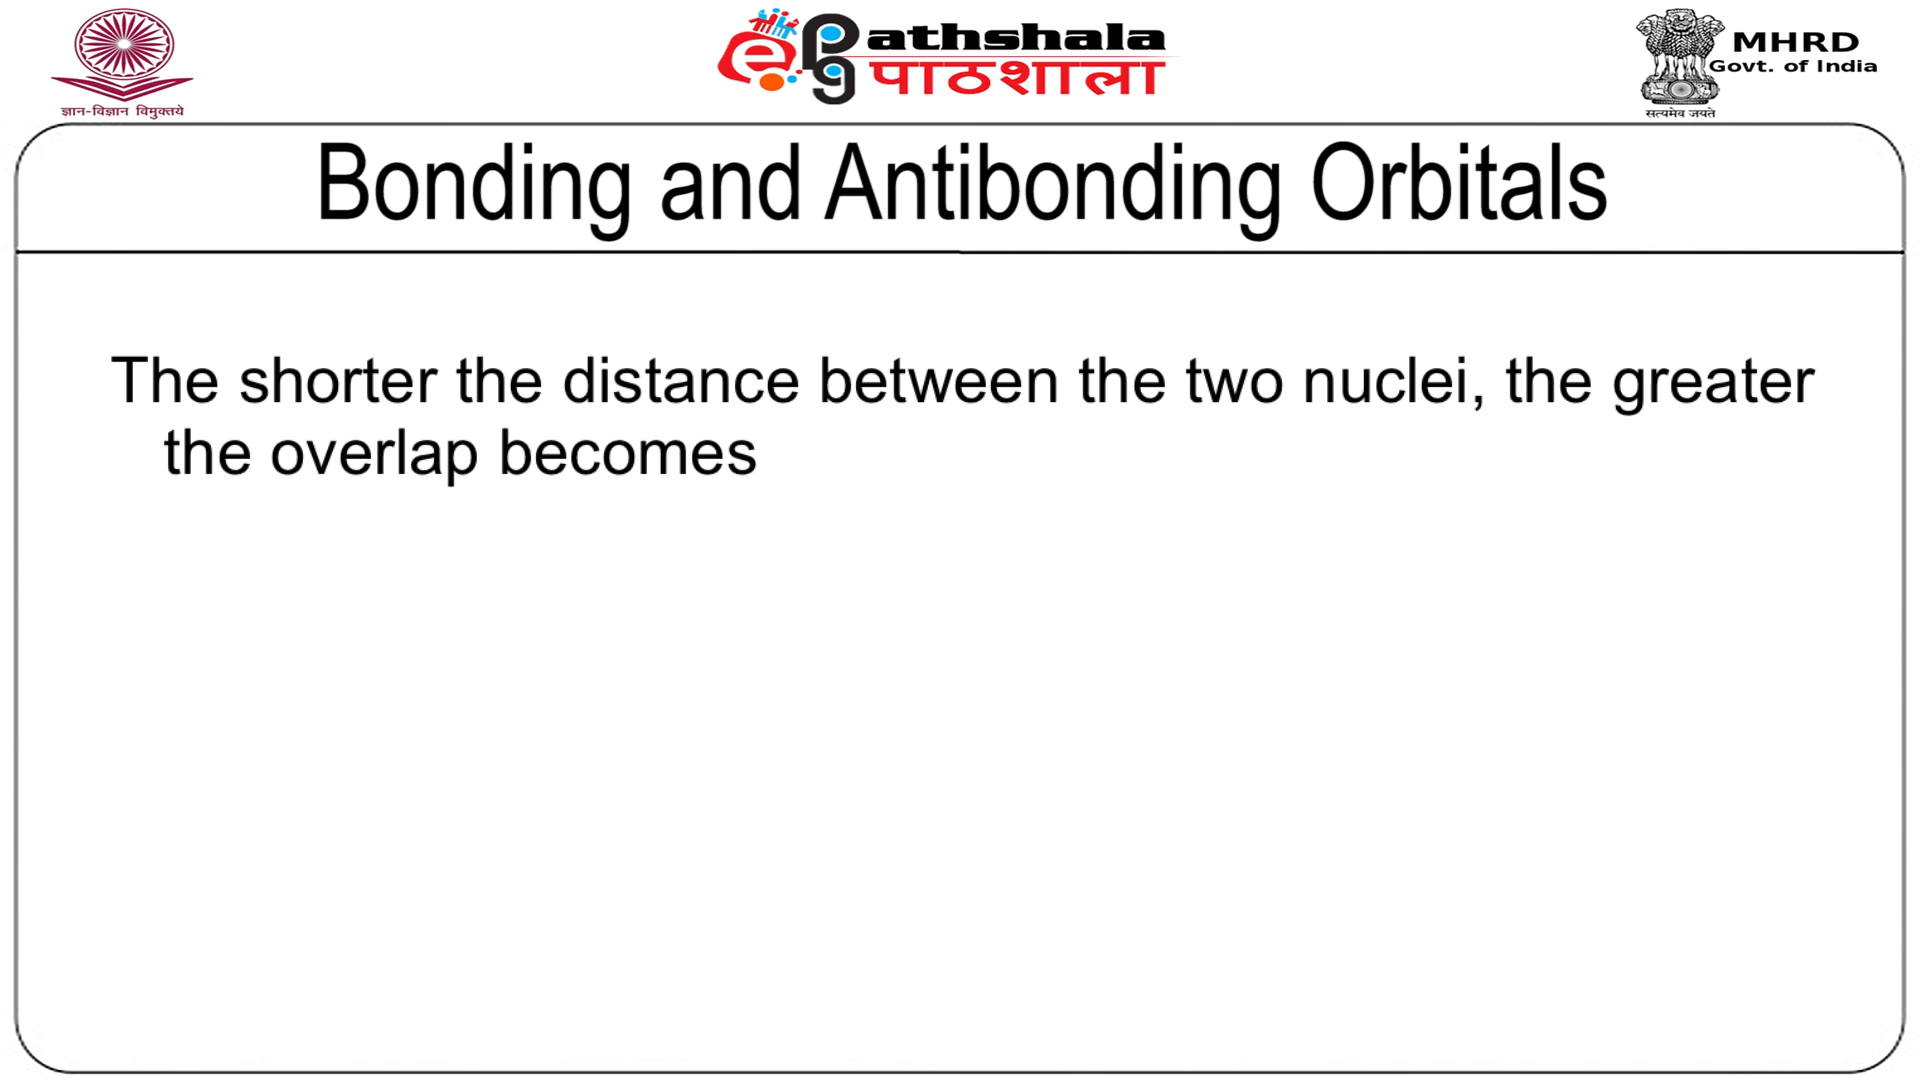 ज्ञान-विज्ञान विमुक्तये
e pg athshala
पाठशाला
MHRD
Govt. of India
सत्यमेव जयते
Bonding and Antibonding Orbitals
The shorter the distance between the two nuclei, the greater
the overlap becomes